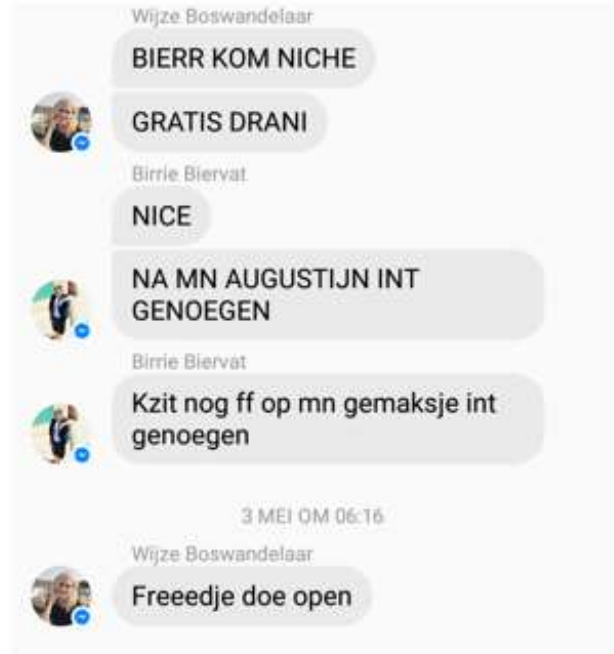 Wijze Boswandelaar
BIERR KOM NICHE
GRATIS DRANI
Birrie Biervat
NICE
NA MN AUGUSTIJN INT
GENOEGEN
Birrie Biervat
Kzit nog ff op mn gemaksje int
genoegen
3 MEI OM 06:16
Wijze Boswandelaar
Freeedje doe open